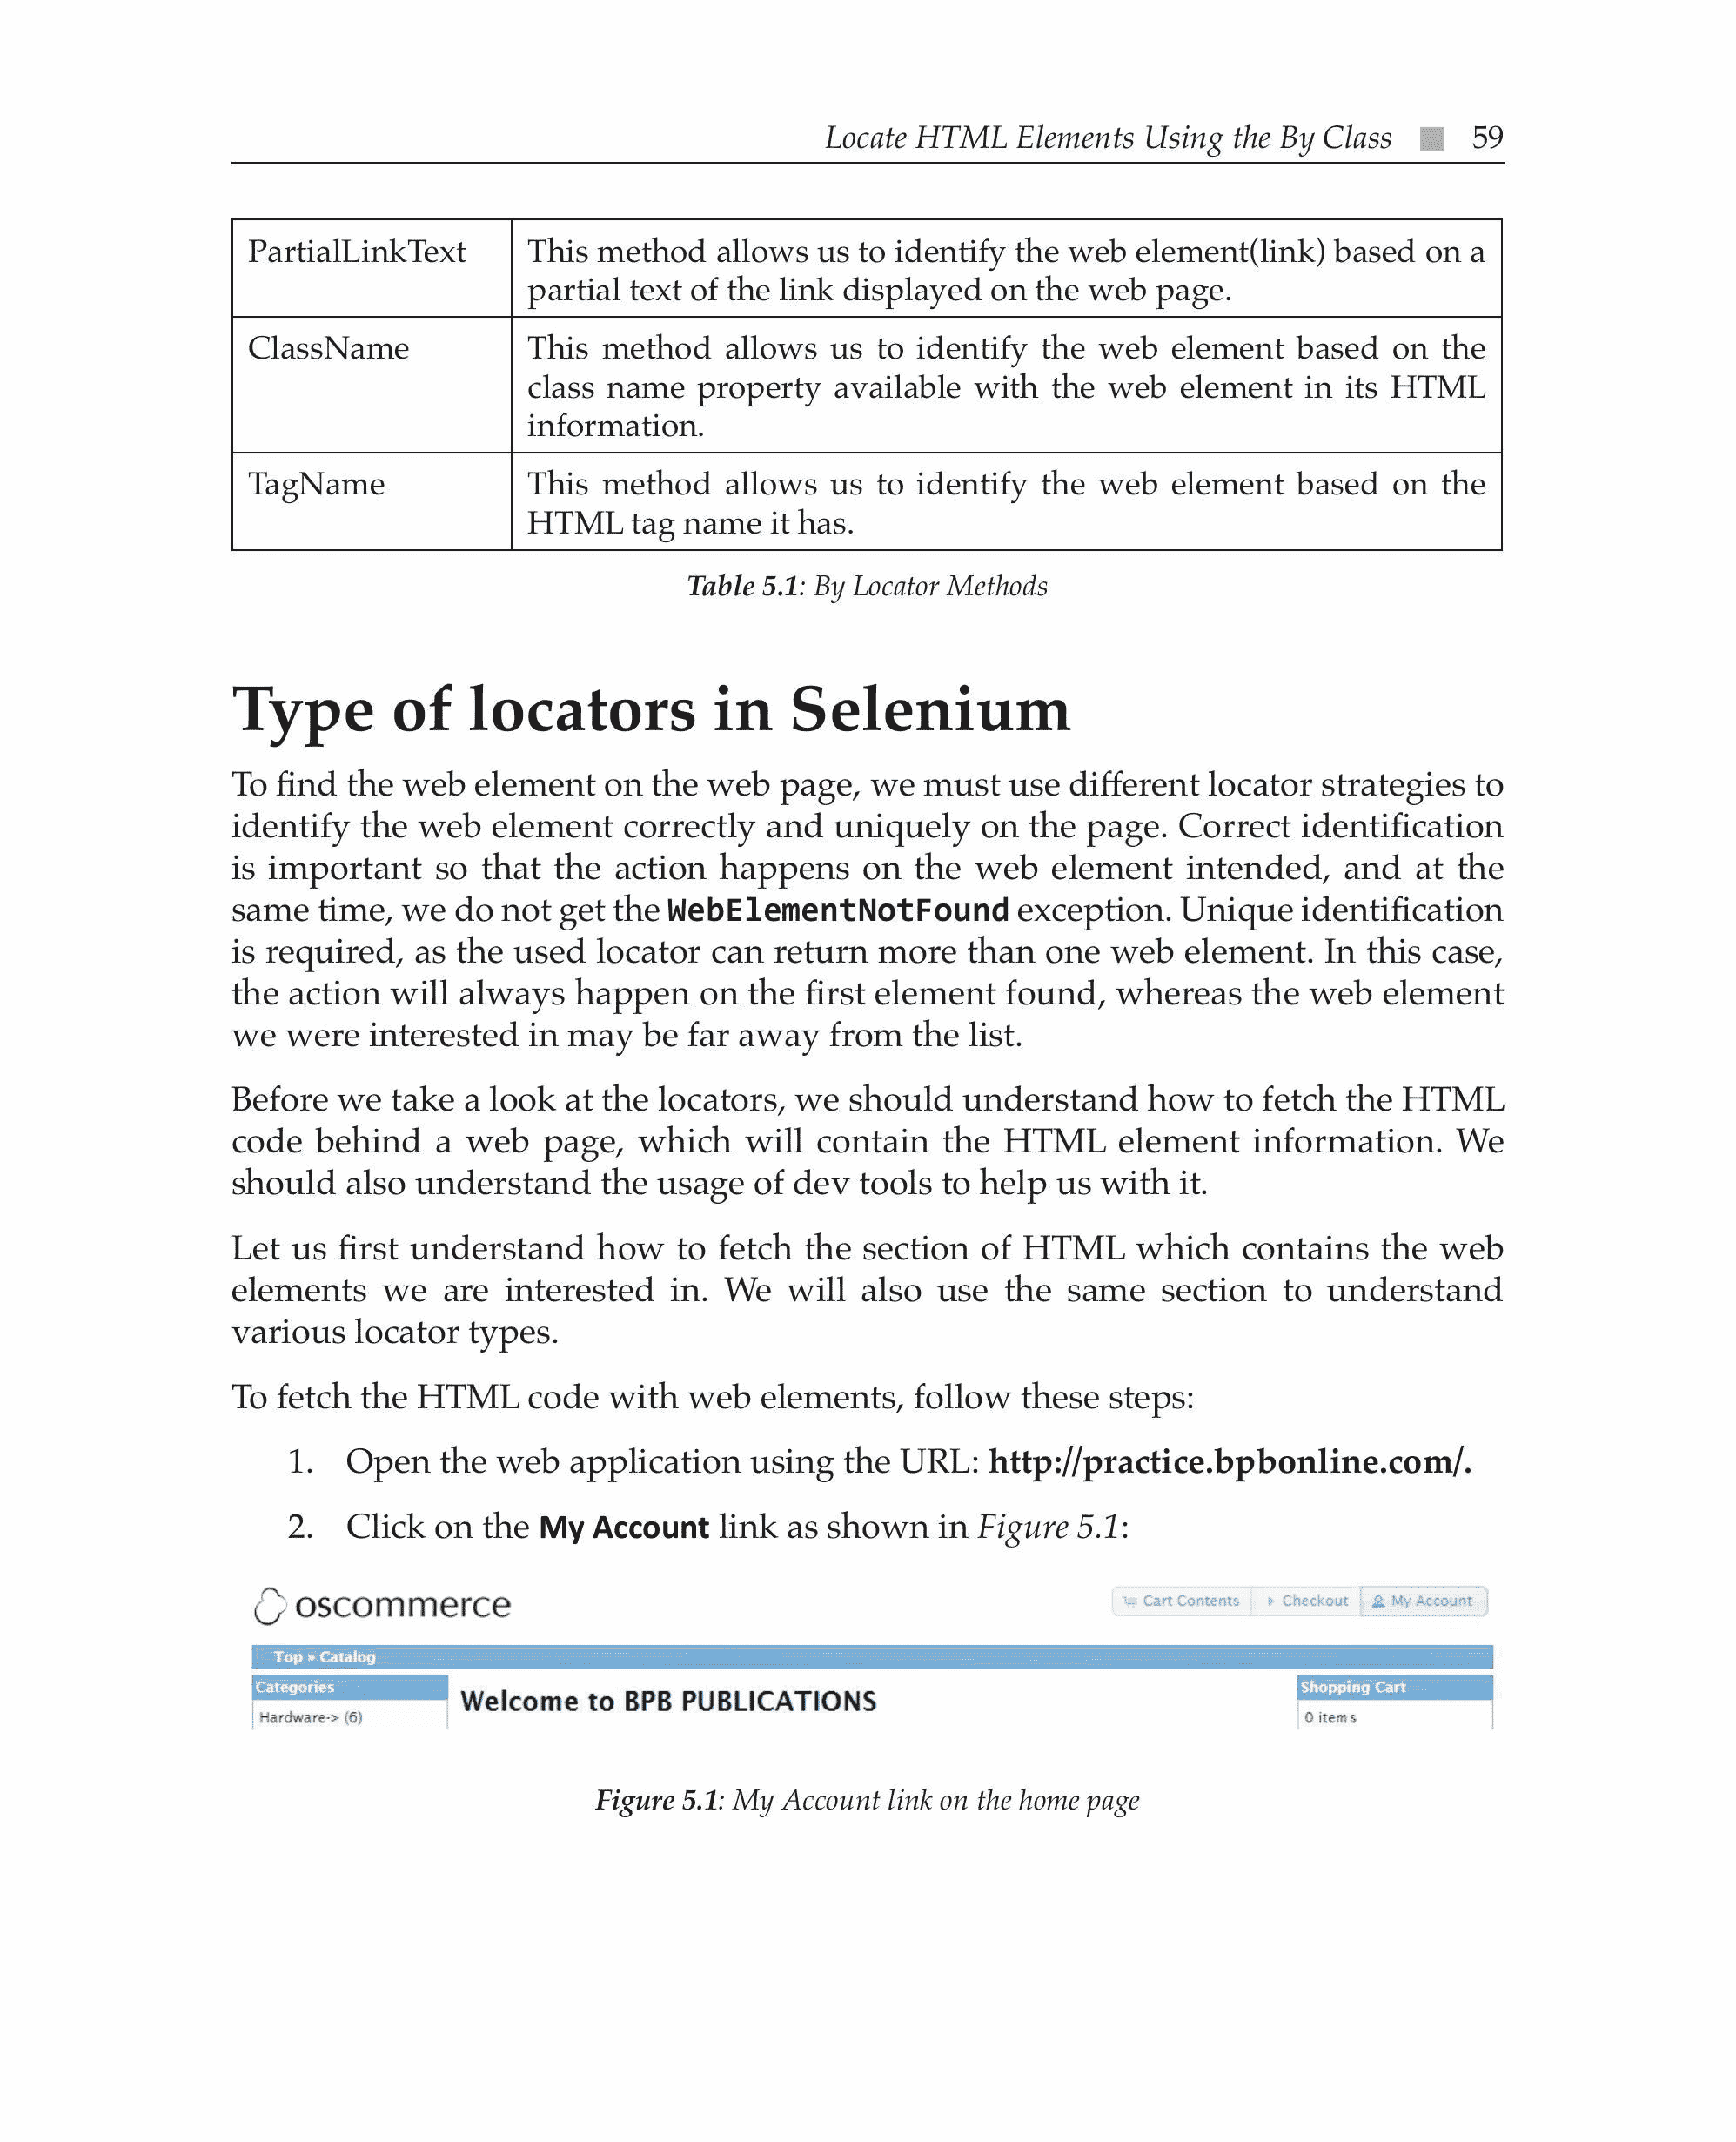 Locate HTML Elements Using the By Class 59
PartialLinkText This method allows us to identify the web element(link) based on a
partial text of the link displayed on the web page.
ClassName This method allows us to identify the web element based on the
class name property available with the web element in its HTML
information.
TagName This method allows us to identify the web element based on the
HTML tag name it has.
Table 5.1: By Locator Methods
Type of locators in Selenium
To find the web element on the web page, we must use different locator strategies to
identify the web element correctly and uniquely on the page. Correct identification
is important so that the action happens on the web element intended, and at the
same time, we do not get the WebElementNotFound exception. Unique identification
is required, as the used locator can return more than one web element. In this case,
the action will always happen on the first element found, whereas the web element
we were interested in may be far away from the list.
Before we take a look at the locators, we should understand how to fetch the HTML
code behind a web page, which will contain the HTML element information. We
should also understand the usage of dev tools to help us with it.
Let us first understand how to fetch the section of HTML which contains the web
elements we are interested in. We will also use the same section to understand
various locator types.
To fetch the HTML code with web elements, follow these steps:
1. Open the web application using the URL: http://practice.bpbonline.com/.
2. Click on the My Account link as shown in Figure 5.1:
oscommerce Cart Contents Checkout My Account
Top » Catalog
Categories Welcome to BPB PUBLICATIONS Shopping Cart
Hardware-> (6) 0 items
Figure 5.1: My Account link on the home page